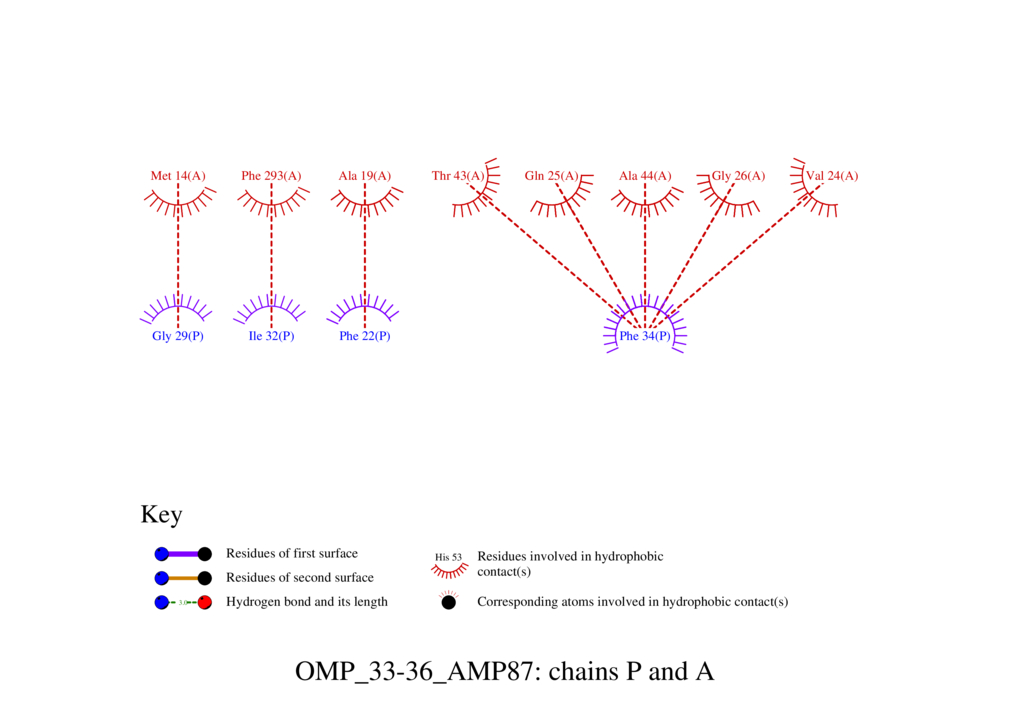 Met 14(A) Phe 293(A) Ala 19(A) Thr 43(A) Gln 25(A) Ala 44(A) Gly 26(A) Val 24(A)
Gly 29(P) Ile 32(P) Phe 22(P) Phe 34(P)
Key
Residues of first surface
Residues of second surface
3.0 Hydrogen bond and its length
His 53 Residues involved in hydrophobic
contact(s)
Corresponding atoms involved in hydrophobic contact(s)
OMP_33-36_AMP87: chains P and A